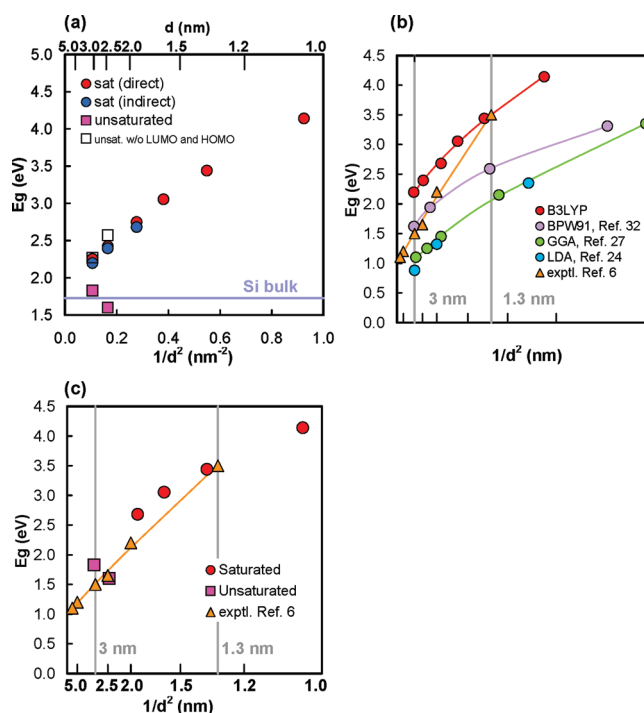 (a)
d (nm)
5.0 3.0 2.5 2.0 1.5 1.2 1.0
5.0
4.5
4.0
3.5
3.0
2.5
2.0
1.5
Eg (eV)
sat (direct)
sat (indirect)
unsaturated
unsat. w/o LUMO and HOMO
Si bulk
0.0 0.2 0.4 0.6 0.8 1.0
1/d² (nm⁻²)
(b)
4.5
4.0
3.5
3.0
2.5
2.0
1.5
1.0
0.5
0.0
Eg (eV)
B3LYP
BPW91, Ref. 32
GGA, Ref. 27
LDA, Ref. 24
exptl. Ref. 6
3 nm
1.3 nm
1/d² (nm)
(c)
4.5
4.0
3.5
3.0
2.5
2.0
1.5
1.0
0.5
0.0
Eg (eV)
Saturated
Unsaturated
exptl. Ref. 6
3 nm
1.3 nm
5.0 2.5 2.0 1.5 1.2 1.0
1/d² (nm)